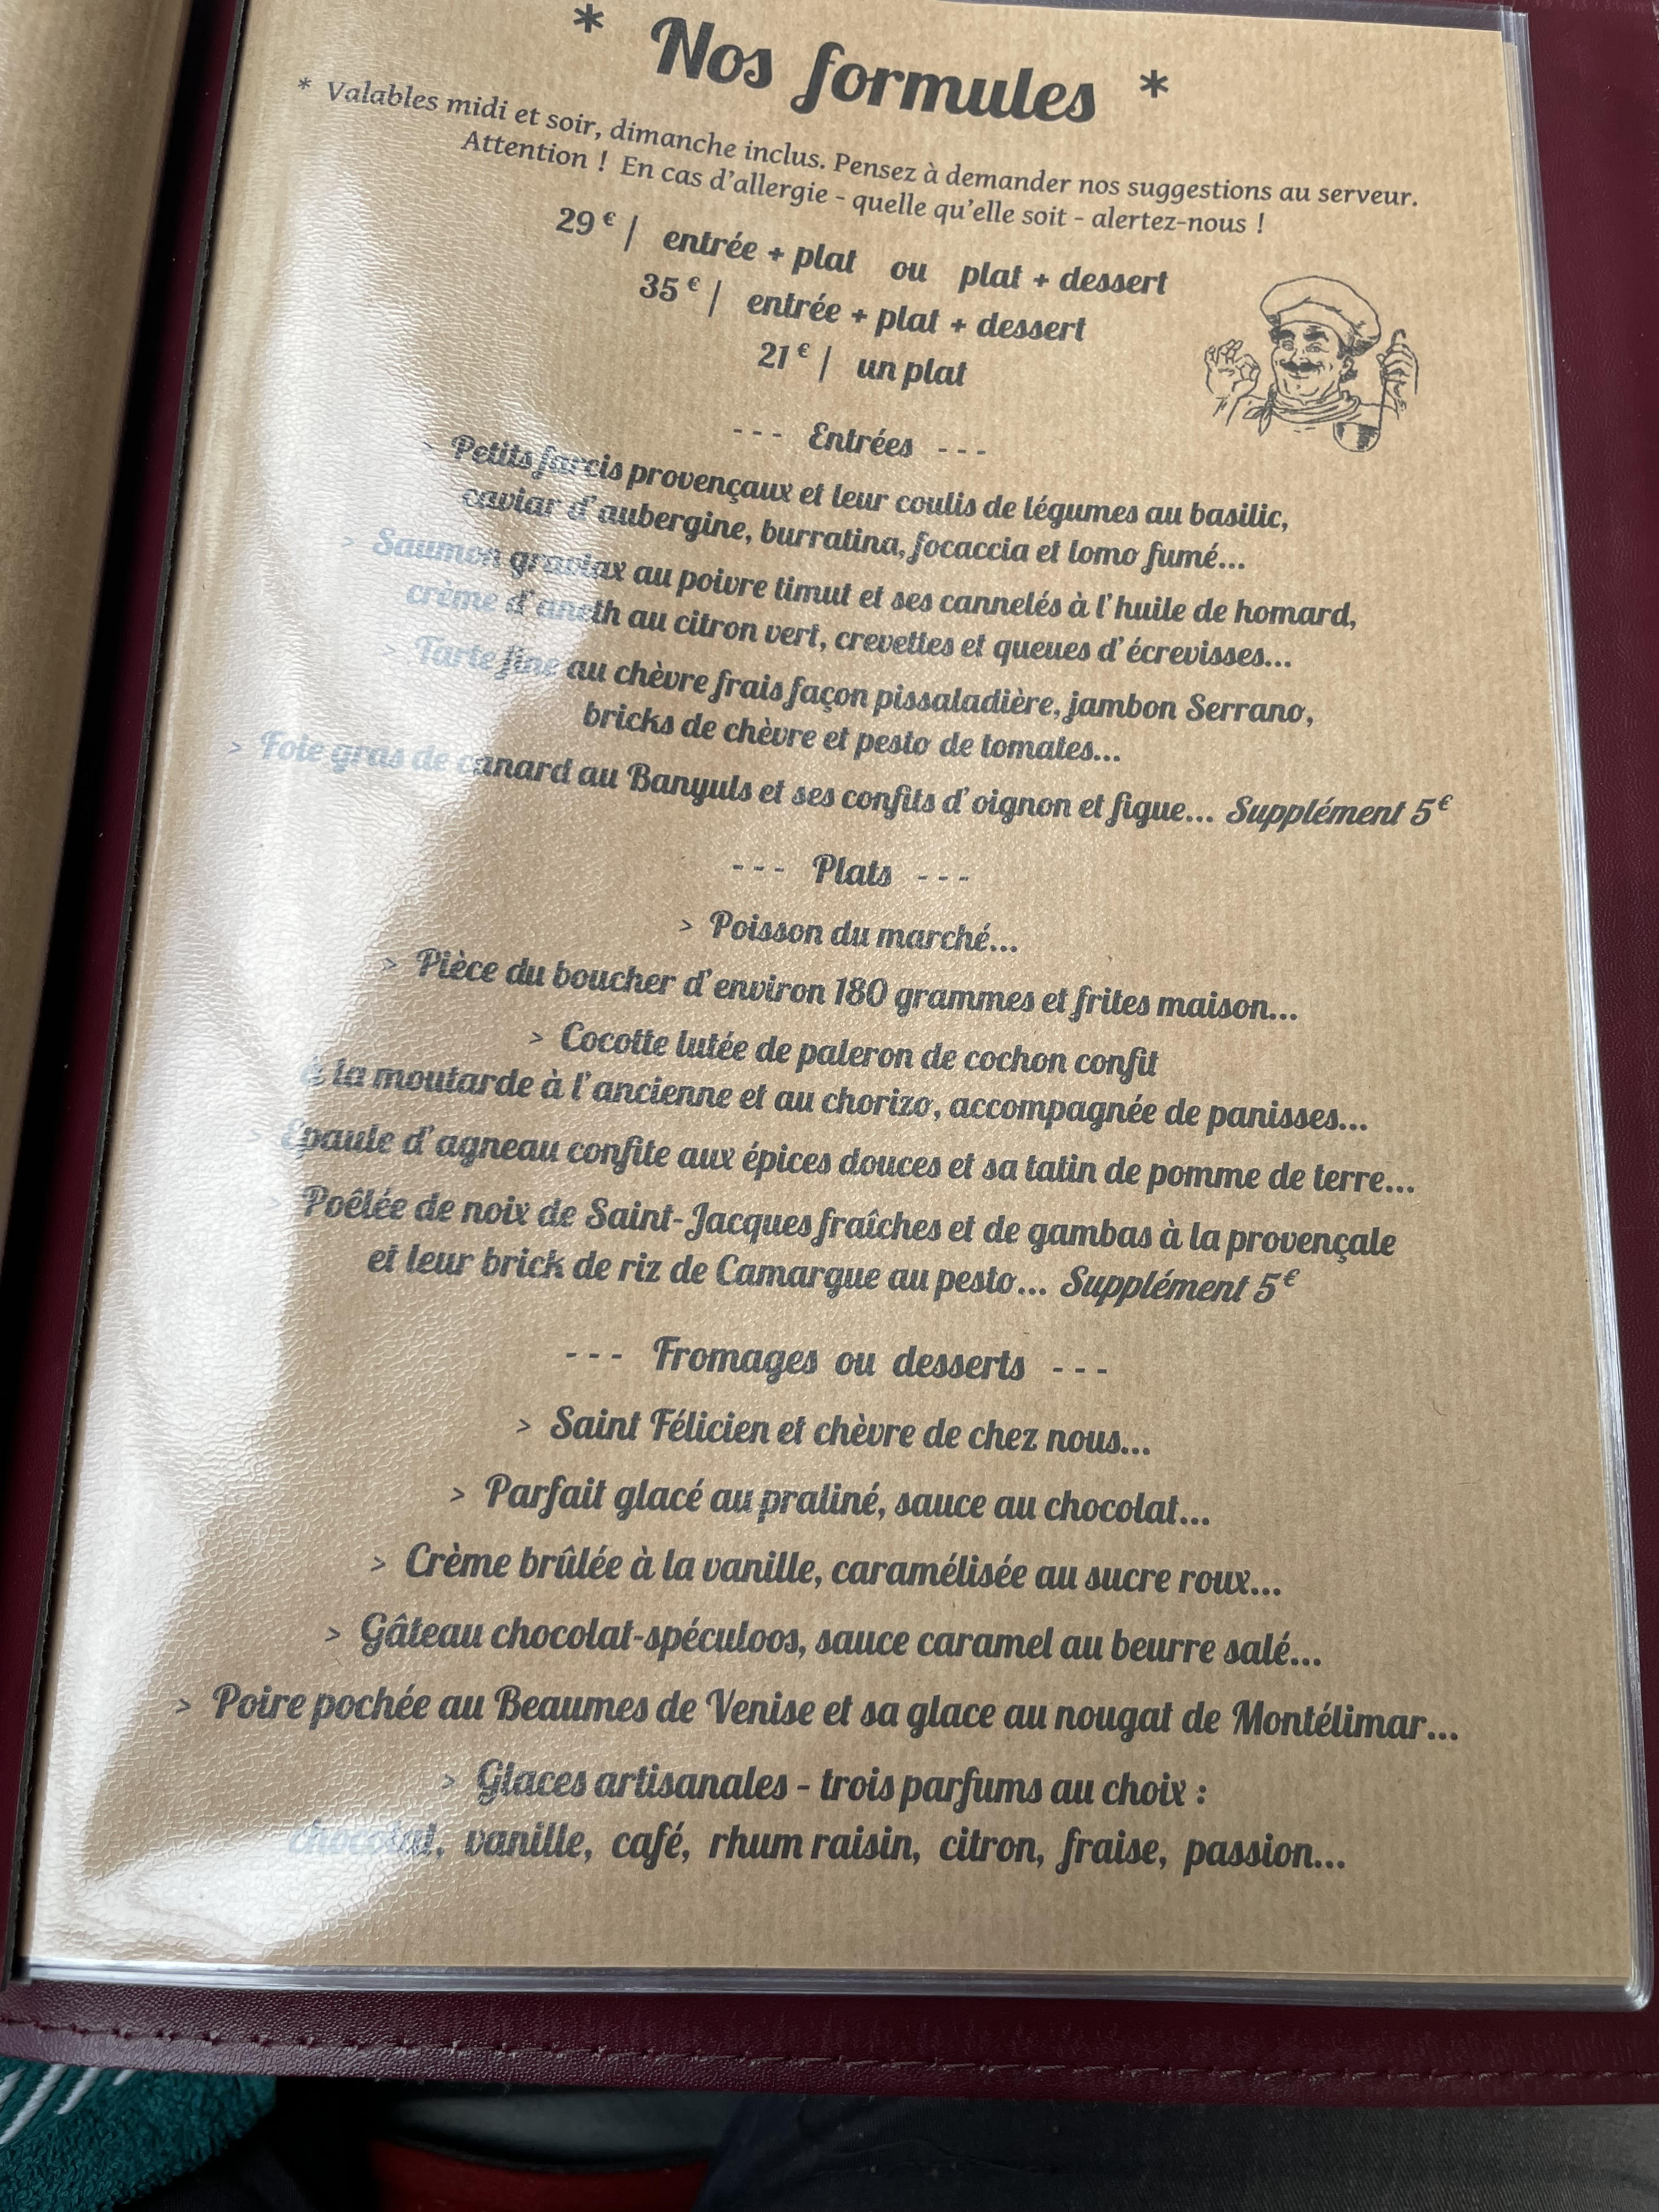 * Nos formules *
* Valables midi et soir, dimanche inclus. Pensez à demander nos suggestions au serveur.
Attention ! En cas d'allergie - quelle qu'elle soit - alertez-nous !
29 € | entrée + plat ou plat + dessert
35 € | entrée + plat + dessert
21 € | un plat
--- Entrées ---
> Petits farcis provençaux et leur coulis de légumes au basilic,
caviar d'aubergine, burratina, focaccia et lomo fumé...
> Saumon gravlax au poivre timut et ses cannelés à l'huile de homard,
crème d'aneth au citron vert, crevettes et queues d'écrevisses...
> Tarte fine au chèvre frais façon pissaladière, jambon Serrano,
bricks de chèvre et pesto de tomates...
> Foie gras de canard au Banyuls et ses confits d'oignon et figue... Supplément 5€
--- Plats ---
> Poisson du marché...
> Pièce du boucher d'environ 180 grammes et frites maison...
> Cocotte lutée de paleron de cochon confit
à la moutarde à l'ancienne et au chorizo, accompagnée de panisses...
> Epaule d'agneau confite aux épices douces et sa tatin de pomme de terre...
> Poêlée de noix de Saint-Jacques fraîches et de gambas à la provençale
et leur brick de riz de Camargue au pesto... Supplément 5€
--- Fromages ou desserts ---
> Saint Félicien et chèvre de chez nous...
> Parfait glacé au praliné, sauce au chocolat...
> Crème brûlée à la vanille, caramélisée au sucre roux...
> Gâteau chocolat-spéculoos, sauce caramel au beurre salé...
> Poire pochée au Beaumes de Venise et sa glace au nougat de Montélimar...
> Glaces artisanales - trois parfums au choix :
chocolat, vanille, café, rhum raisin, citron, fraise, passion...